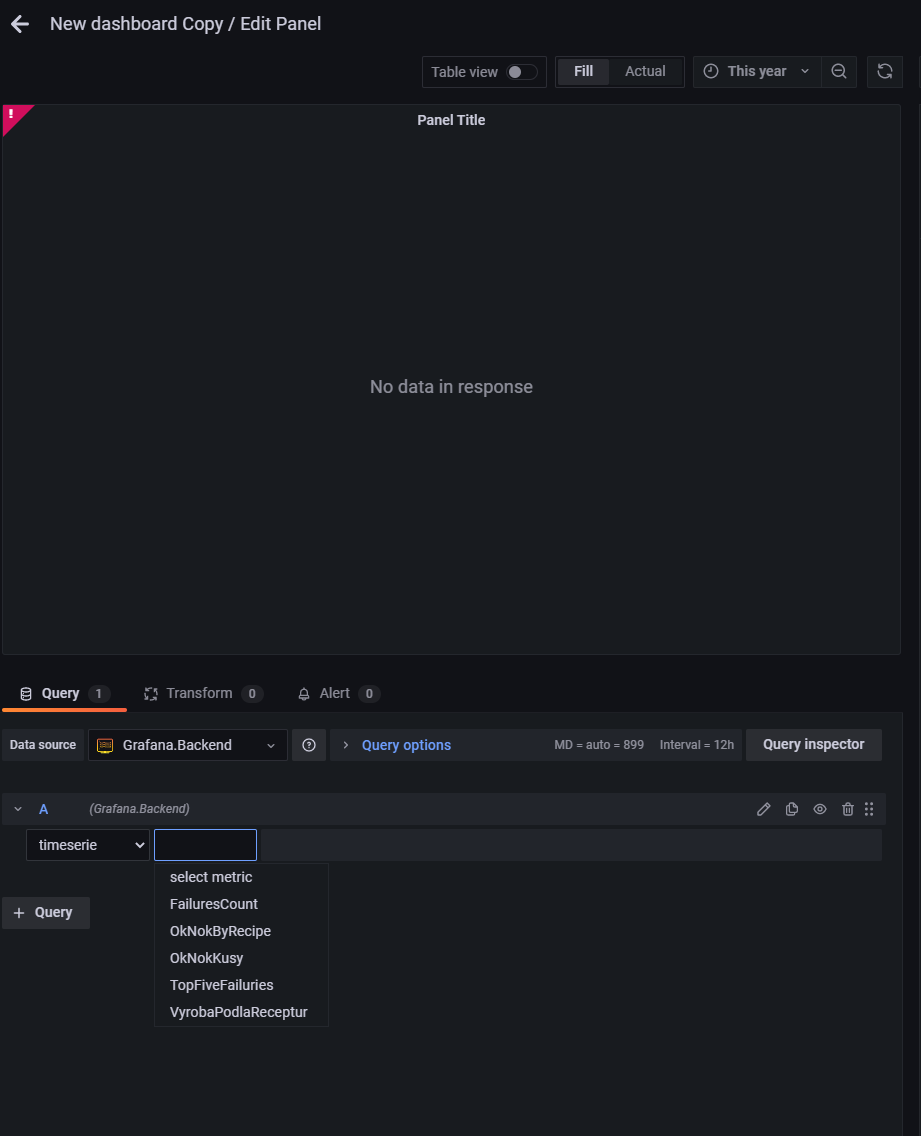 New dashboard Copy / Edit Panel
Table view Fill Actual This year
!
Panel Title
No data in response
Query 1 Transform 0 Alert 0
Data source Grafana.Backend ? > Query options MD = auto = 899 Interval = 12h Query inspector
A (Grafana.Backend)
timeserie
select metric
FailuresCount
+ Query
OkNokByRecipe
OkNokKusy
TopFiveFailuries
VyrobaPodlaReceptur